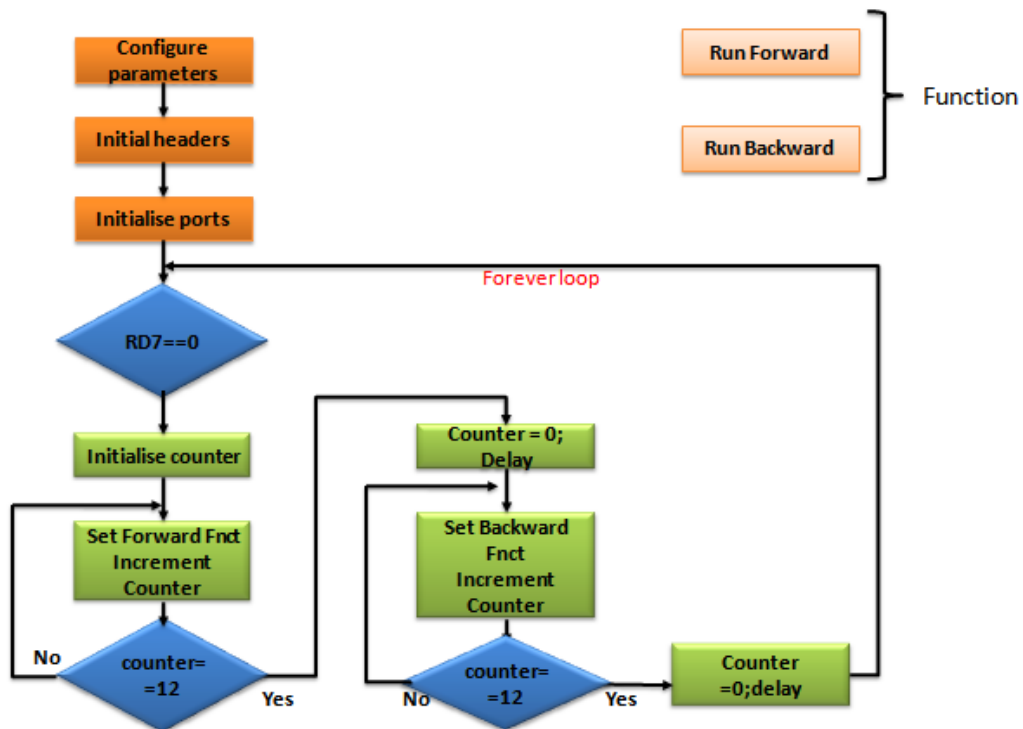 Configure
parameters
Initial headers
Initialise ports
Run Forward
Run Backward
Function
Forever loop
RD7==0
Initialise counter
Set Forward Fnct
Increment
Counter
counter=
=12
No
Yes
Counter = 0;
Delay
Set Backward
Fnct
Increment
Counter
counter=
=12
No
Yes
Counter
=0;delay